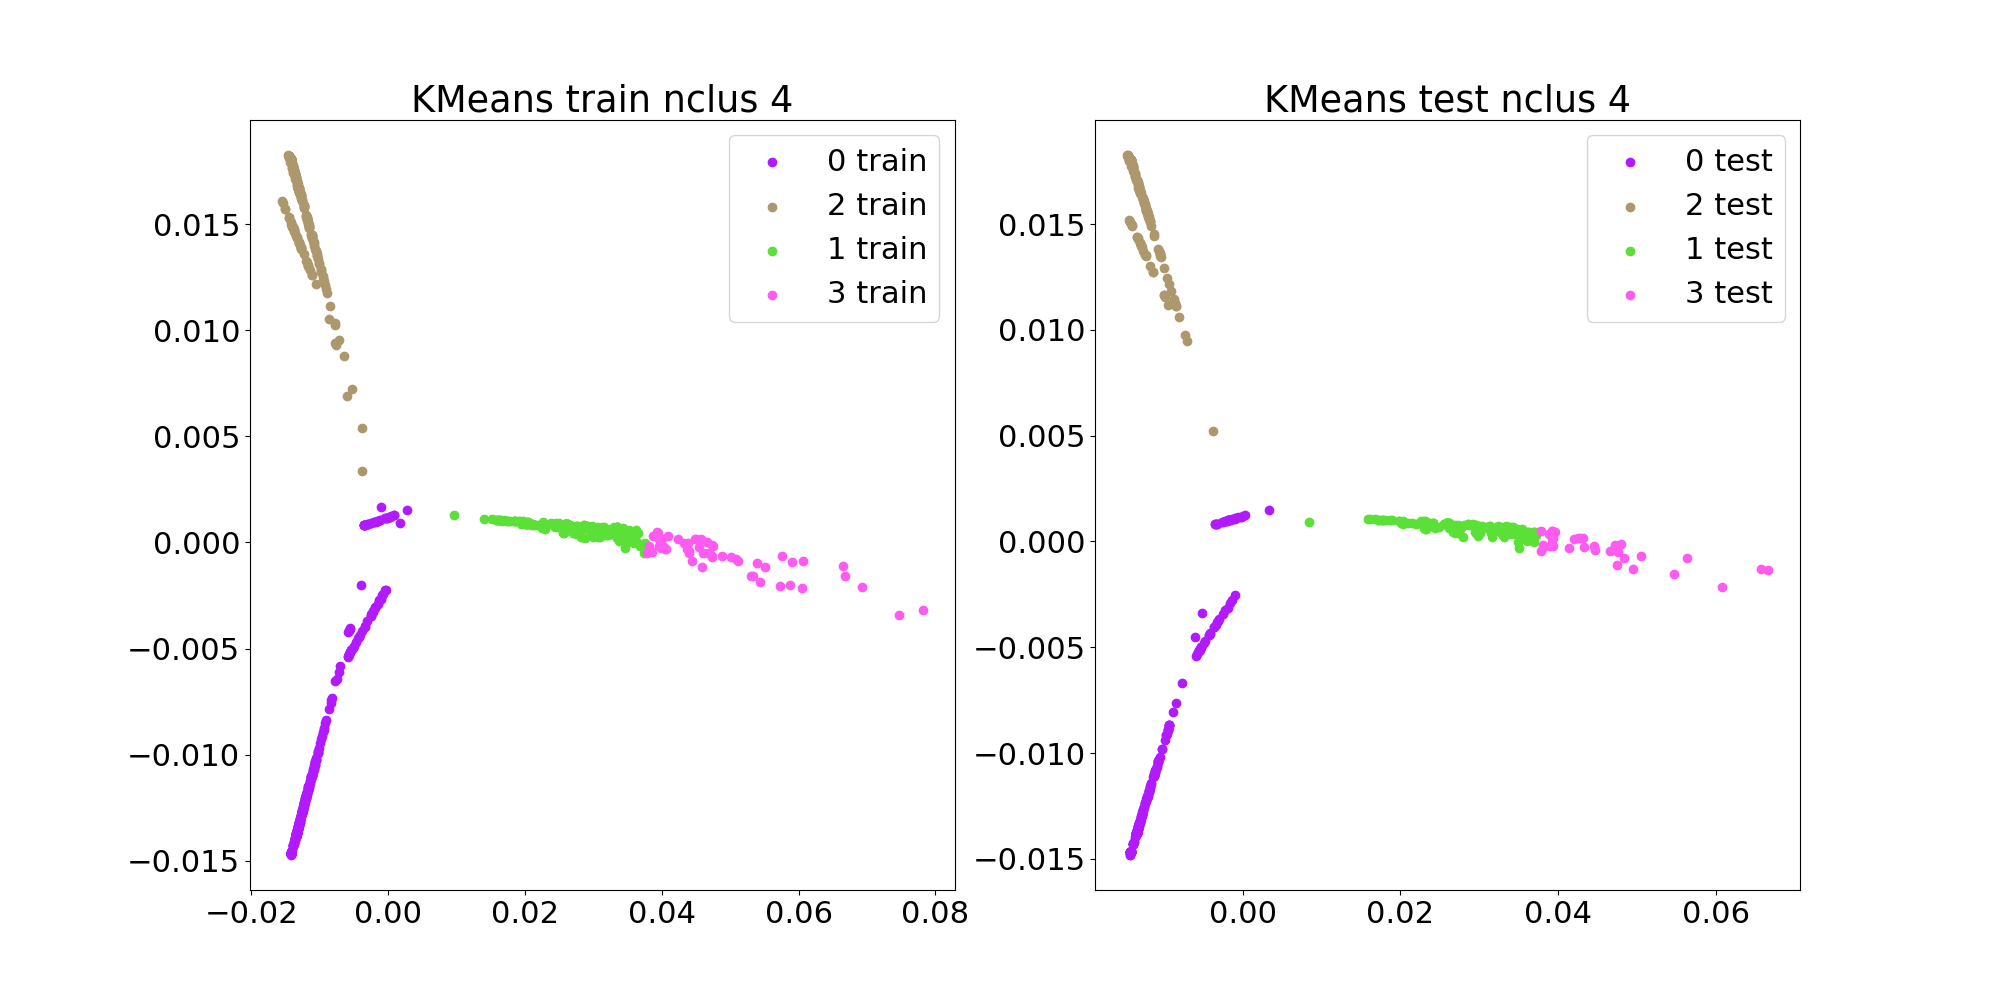 KMeans train nclus 4
0 train
2 train
1 train
3 train
0.015
0.010
0.005
0.000
−0.005
−0.010
−0.015
−0.02 0.00 0.02 0.04 0.06 0.08
KMeans test nclus 4
0 test
2 test
1 test
3 test
0.015
0.010
0.005
0.000
−0.005
−0.010
−0.015
0.00 0.02 0.04 0.06